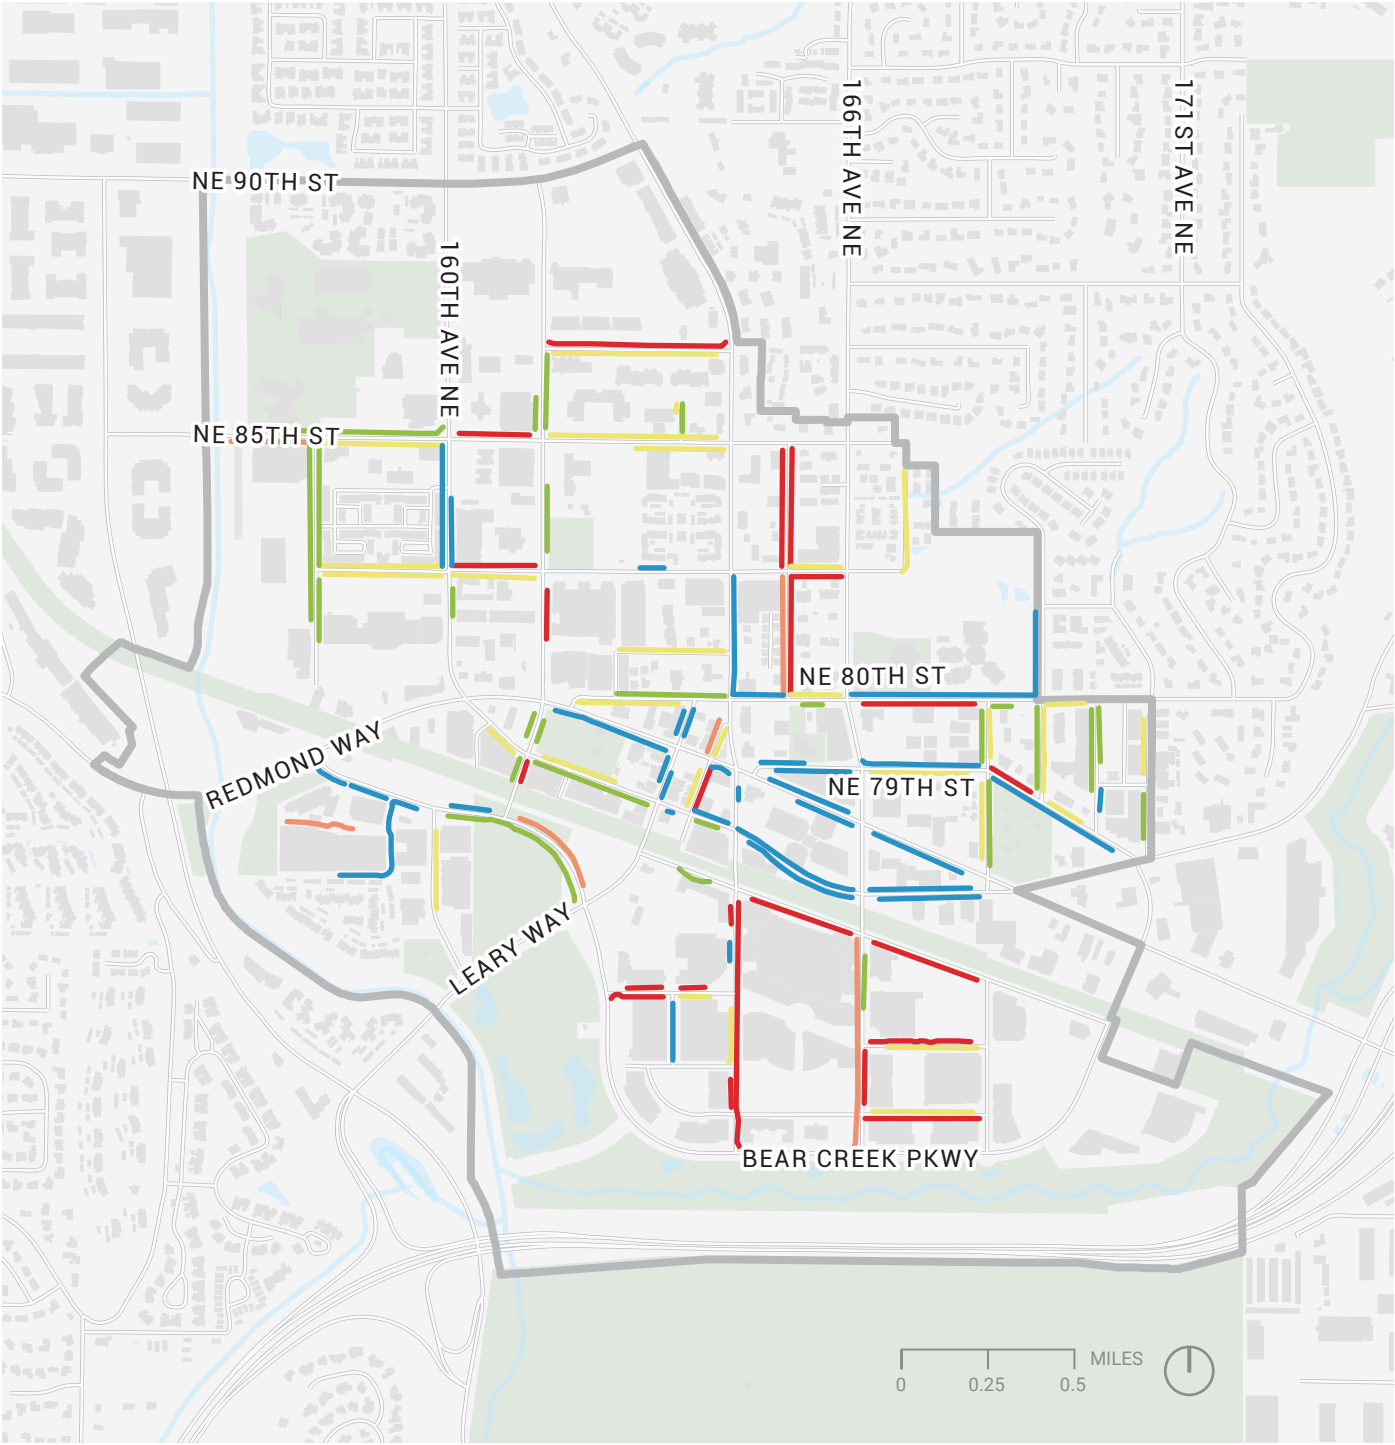 166TH AVE NE
171ST AVE NE
NE 90TH ST
160TH AVE NE
NE 85TH ST
NE 80TH ST
REDMOND WAY
NE 79TH ST
LEARY WAY
BEAR CREEK PKWY
MILES
0 0.25 0.5